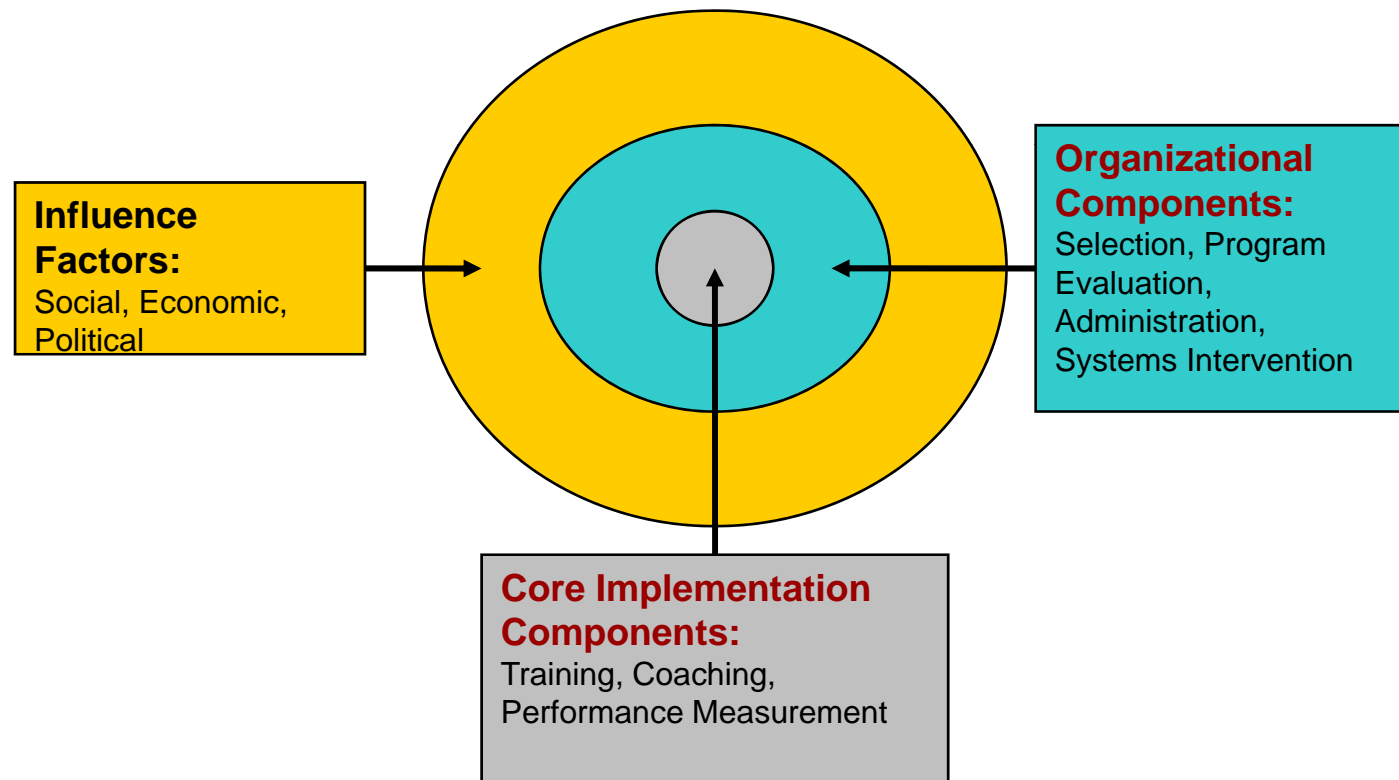 Influence
Factors:
Social, Economic,
Political
Organizational
Components:
Selection, Program
Evaluation,
Administration,
Systems Intervention
Core Implementation
Components:
Training, Coaching,
Performance Measurement